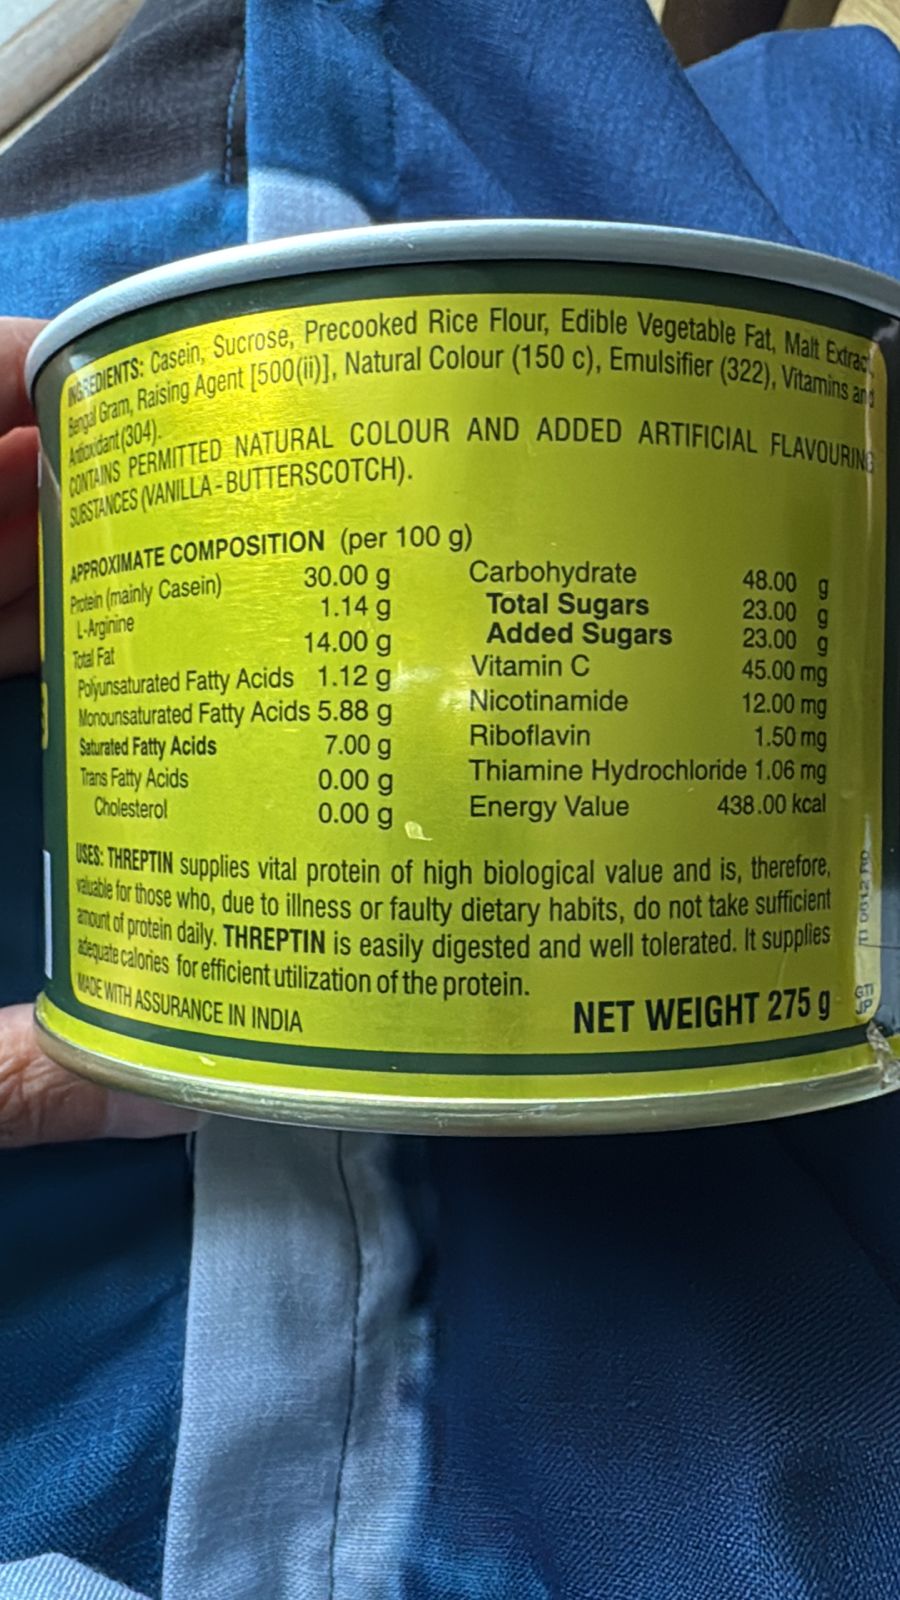 INGREDIENTS: Casein, Sucrose, Precooked Rice Flour, Edible Vegetable Fat, Malt Extract,
Bengal Gram, Raising Agent [500(ii)], Natural Colour (150 c), Emulsifier (322), Vitamins and
Antioxidant (304).
CONTAINS PERMITTED NATURAL COLOUR AND ADDED ARTIFICIAL FLAVOURING
SUBSTANCES (VANILLA - BUTTERSCOTCH).
APPROXIMATE COMPOSITION (per 100 g)
Protein (mainly Casein) 30.00 g
L-Arginine 1.14 g
Total Fat 14.00 g
Polyunsaturated Fatty Acids 1.12 g
Monounsaturated Fatty Acids 5.88 g
Saturated Fatty Acids 7.00 g
Trans Fatty Acids 0.00 g
Cholesterol 0.00 g
Carbohydrate 48.00 g
Total Sugars 23.00 g
Added Sugars 23.00 g
Vitamin C 45.00 mg
Nicotinamide 12.00 mg
Riboflavin 1.50 mg
Thiamine Hydrochloride 1.06 mg
Energy Value 438.00 kcal
USES: THREPTIN supplies vital protein of high biological value and is, therefore,
valuable for those who, due to illness or faulty dietary habits, do not take sufficient
amount of protein daily. THREPTIN is easily digested and well tolerated. It supplies
adequate calories for efficient utilization of the protein.
MADE WITH ASSURANCE IN INDIA
NET WEIGHT 275 g
GTI
JP